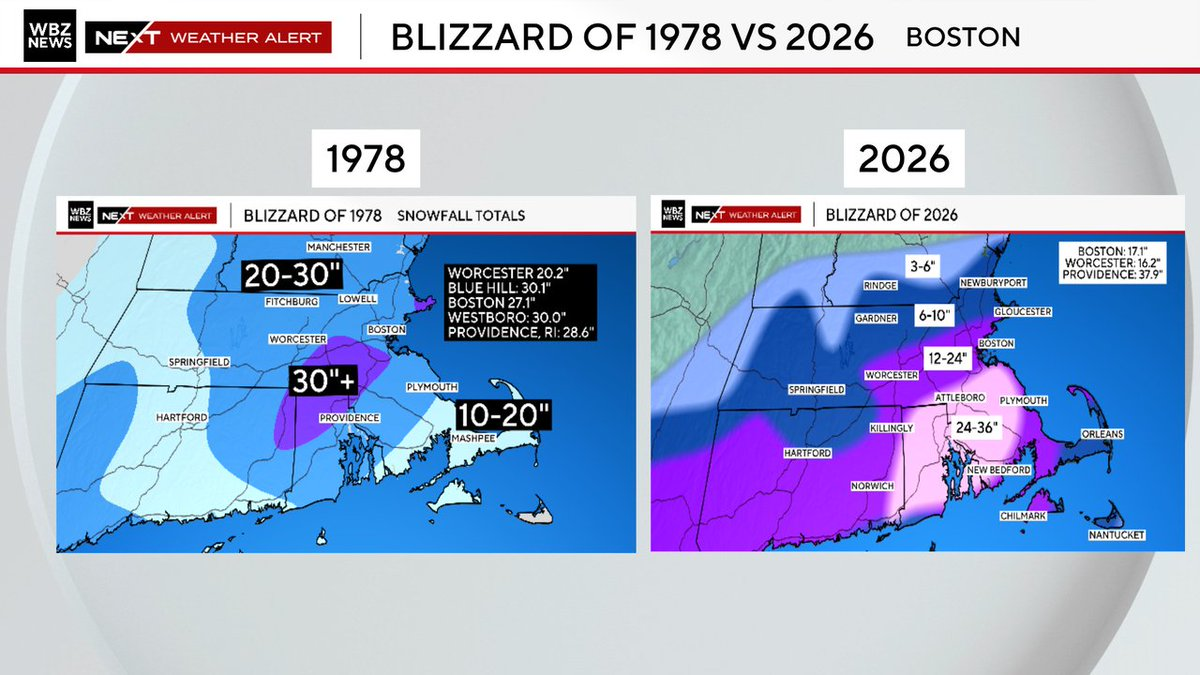 WBZ NEWS NEXT WEATHER ALERT BLIZZARD OF 1978 VS 2026 BOSTON
1978
WBZ NEWS NEXT WEATHER ALERT BLIZZARD OF 1978 SNOWFALL TOTALS
MANCHESTER
20-30"
FITCHBURG LOWELL
WORCESTER 20.2"
BLUE HILL: 30.1"
BOSTON 27.1"
WESTBORO: 30.0"
PROVIDENCE, RI: 28.6"
BOSTON
WORCESTER
SPRINGFIELD
30"+
PLYMOUTH
HARTFORD
PROVIDENCE
10-20"
MASHPEE
2026
WBZ NEWS NEXT WEATHER ALERT BLIZZARD OF 2026
BOSTON: 17.1"
WORCESTER: 16.2"
PROVIDENCE: 37.9"
3-6"
RINDGE
NEWBURYPORT
GARDNER
6-10"
GLOUCESTER
BOSTON
12-24"
WORCESTER
SPRINGFIELD
ATTLEBORO
PLYMOUTH
KILLINGLY
24-36"
ORLEANS
HARTFORD
NEW BEDFORD
NORWICH
CHILMARK
NANTUCKET